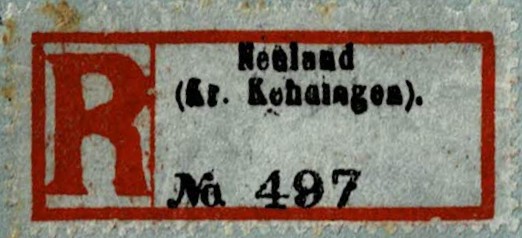 R
Neuland
(Kr. Kehdingen).
No 497